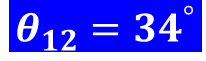 θ₁₂ = 34°